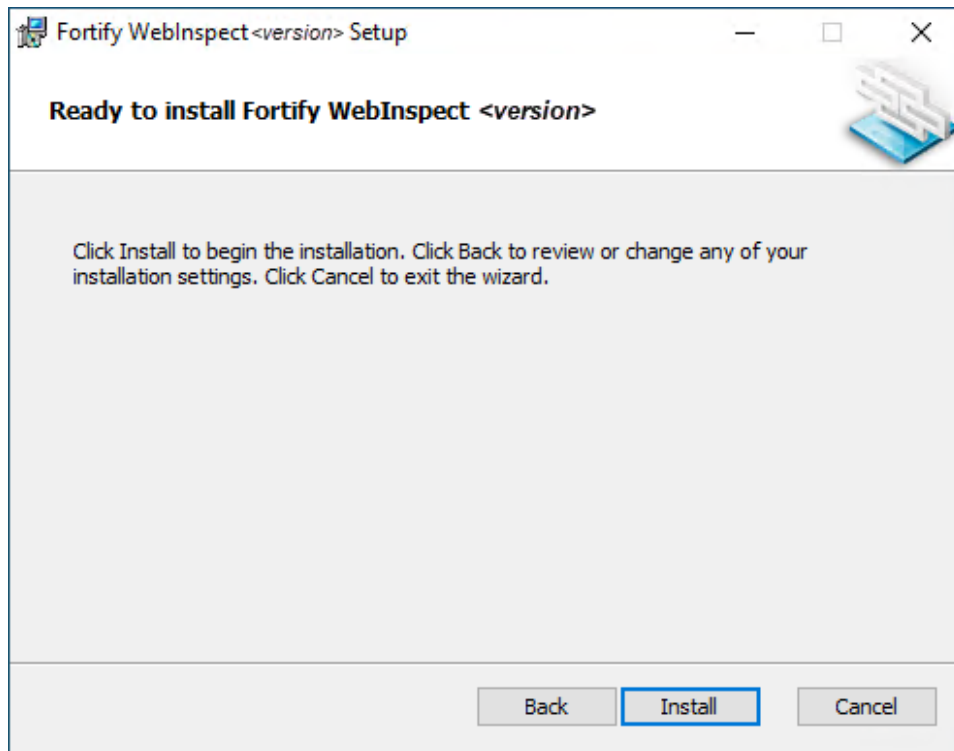 Fortify WebInspect <version> Setup
Ready to install Fortify WebInspect <version>
Click Install to begin the installation. Click Back to review or change any of your
installation settings. Click Cancel to exit the wizard.
Back Install Cancel